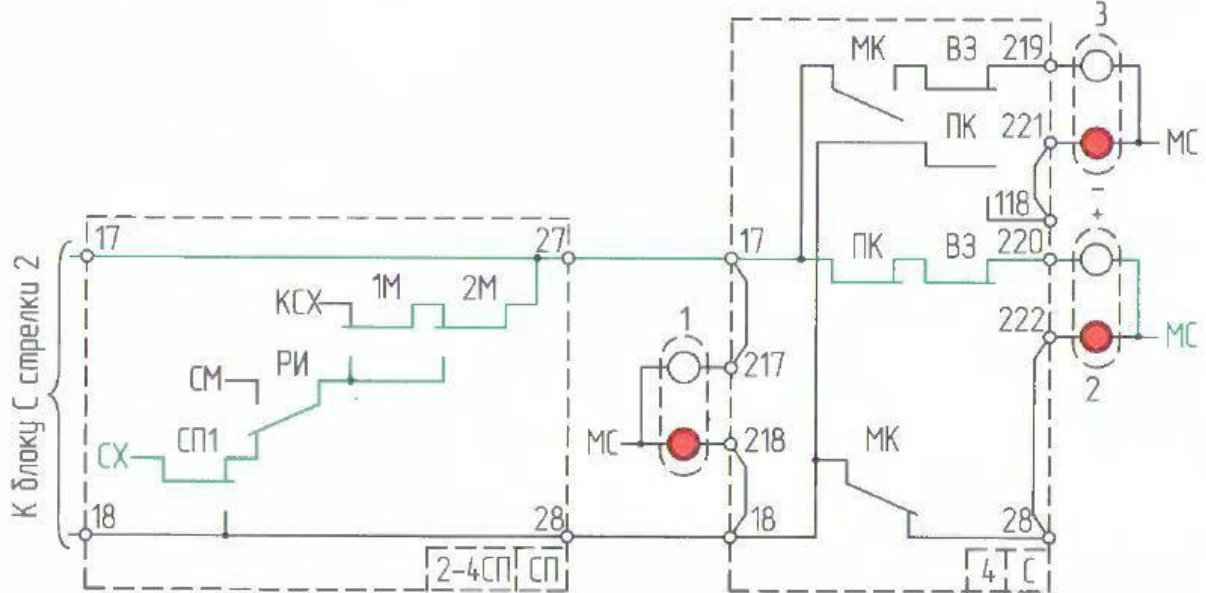 3
МК ВЗ 219
ПК 221
МС
-
118
+
17 27 17 ПК ВЗ 220
КСХ 1М 2М
1
222
МС
РИ
СМ
217
2
СП1
СХ
МС
218
МК
К блоку С стрелки 2
18 28 18 28
2-4СП СП
4 С